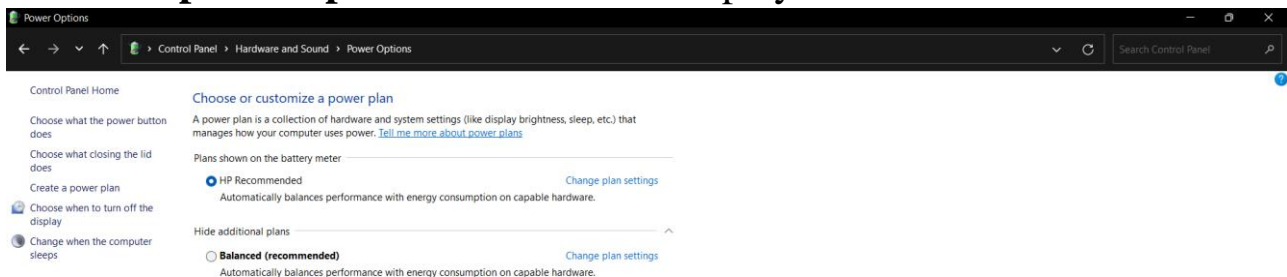 Power Options
Control Panel > Hardware and Sound > Power Options
Search Control Panel
Control Panel Home
Choose what the power button
does
Choose what closing the lid
does
Create a power plan
Choose when to turn off the
display
Change when the computer
sleeps
Choose or customize a power plan
A power plan is a collection of hardware and system settings (like display brightness, sleep, etc.) that
manages how your computer uses power. Tell me more about power plans
Plans shown on the battery meter
HP Recommended Change plan settings
Automatically balances performance with energy consumption on capable hardware.
Hide additional plans
Balanced (recommended) Change plan settings
Automatically balances performance with energy consumption on capable hardware.